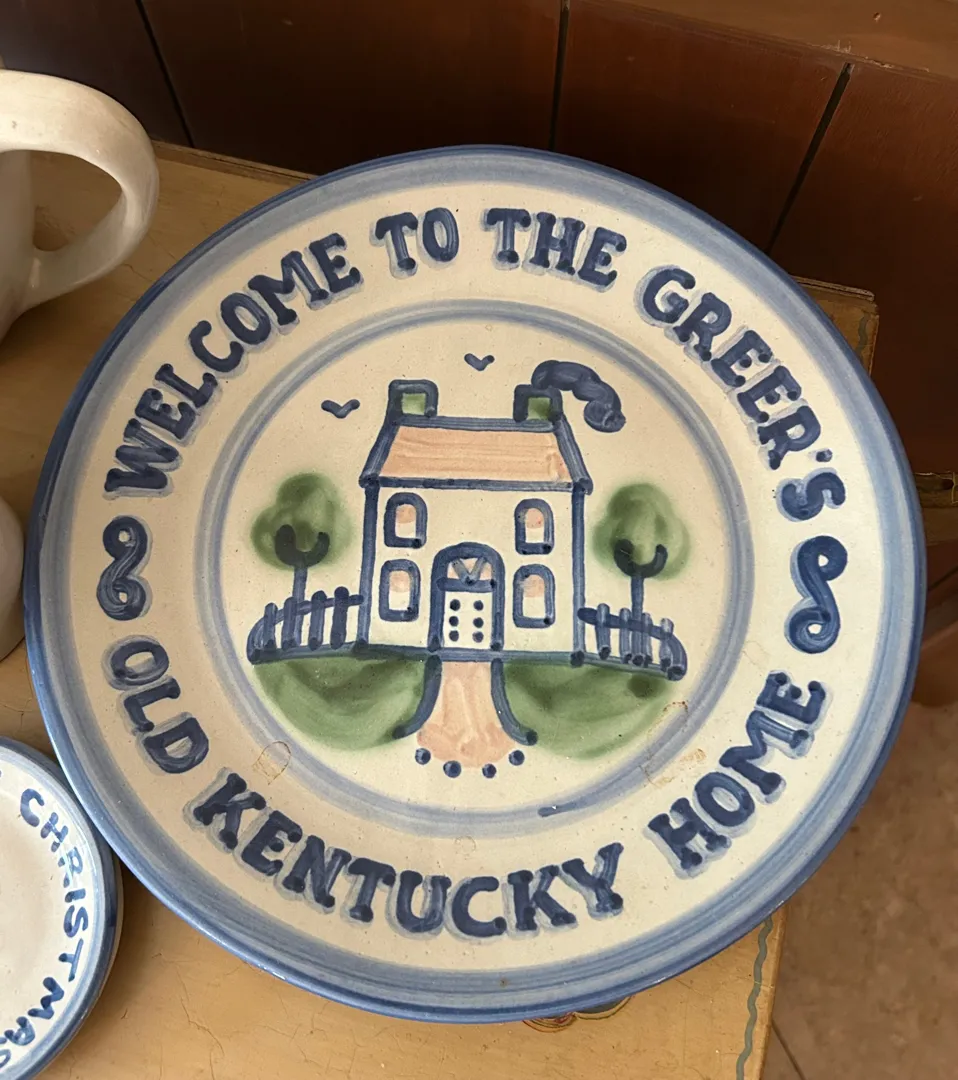 WELCOME TO THE GREER'S
OLD KENTUCKY HOME
CHRISTMAS